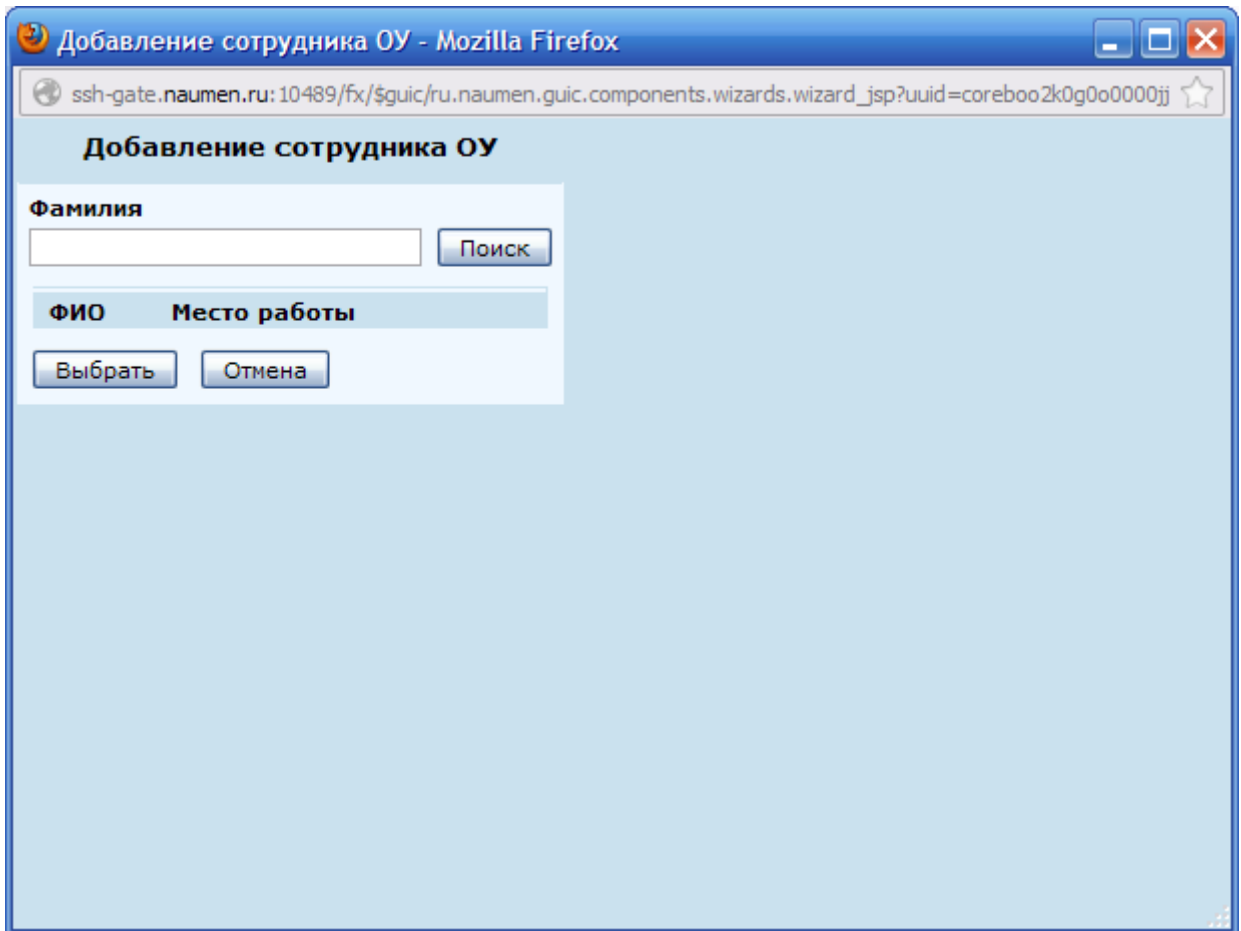 Добавление сотрудника ОУ - Mozilla Firefox
ssh-gate.naumen.ru:10489/fx/$guic/ru.naumen.guic.components.wizards.wizard_jsp?uuid=coreboo2k0g0o0000jj
Добавление сотрудника ОУ
Фамилия
Поиск
ФИО Место работы
Выбрать Отмена